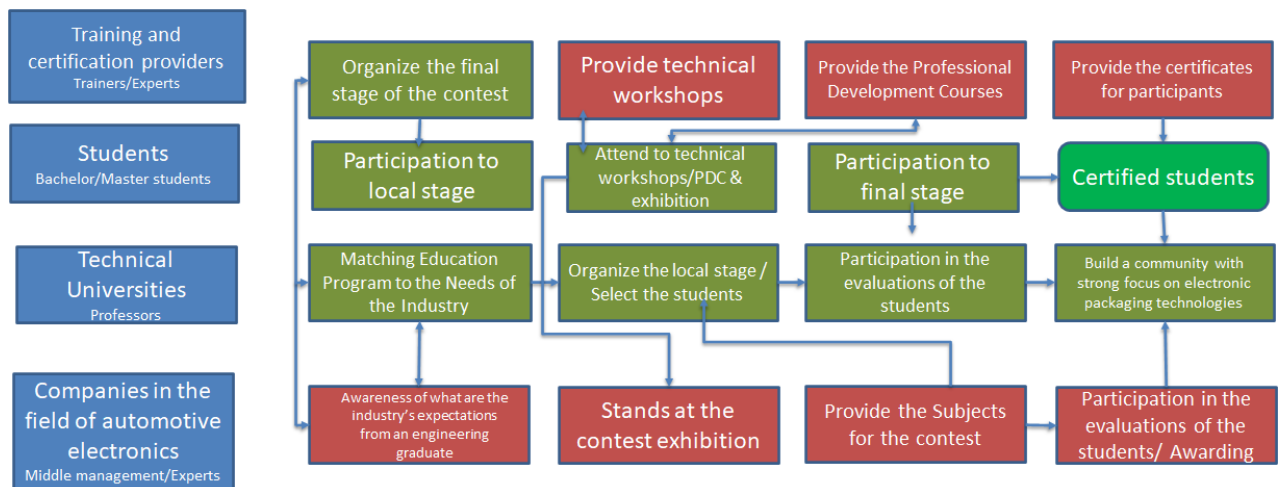 Training and
certification providers
Trainers/Experts
Organize the final
stage of the contest
Provide technical
workshops
Provide the Professional
Development Courses
Provide the certificates
for participants
Students
Bachelor/Master students
Participation to
local stage
Attend to technical
workshops/PDC &
exhibition
Participation to
final stage
Certified students
Technical
Universities
Professors
Matching Education
Program to the Needs of
the Industry
Organize the local stage /
Select the students
Participation in the
evaluations of the
students
Build a community with
strong focus on electronic
packaging technologies
Companies in the
field of automotive
electronics
Middle management/Experts
Awareness of what are the
industry's expectations
from an engineering
graduate
Stands at the
contest exhibition
Provide the Subjects
for the contest
Participation in the
evaluations of the
students/ Awarding